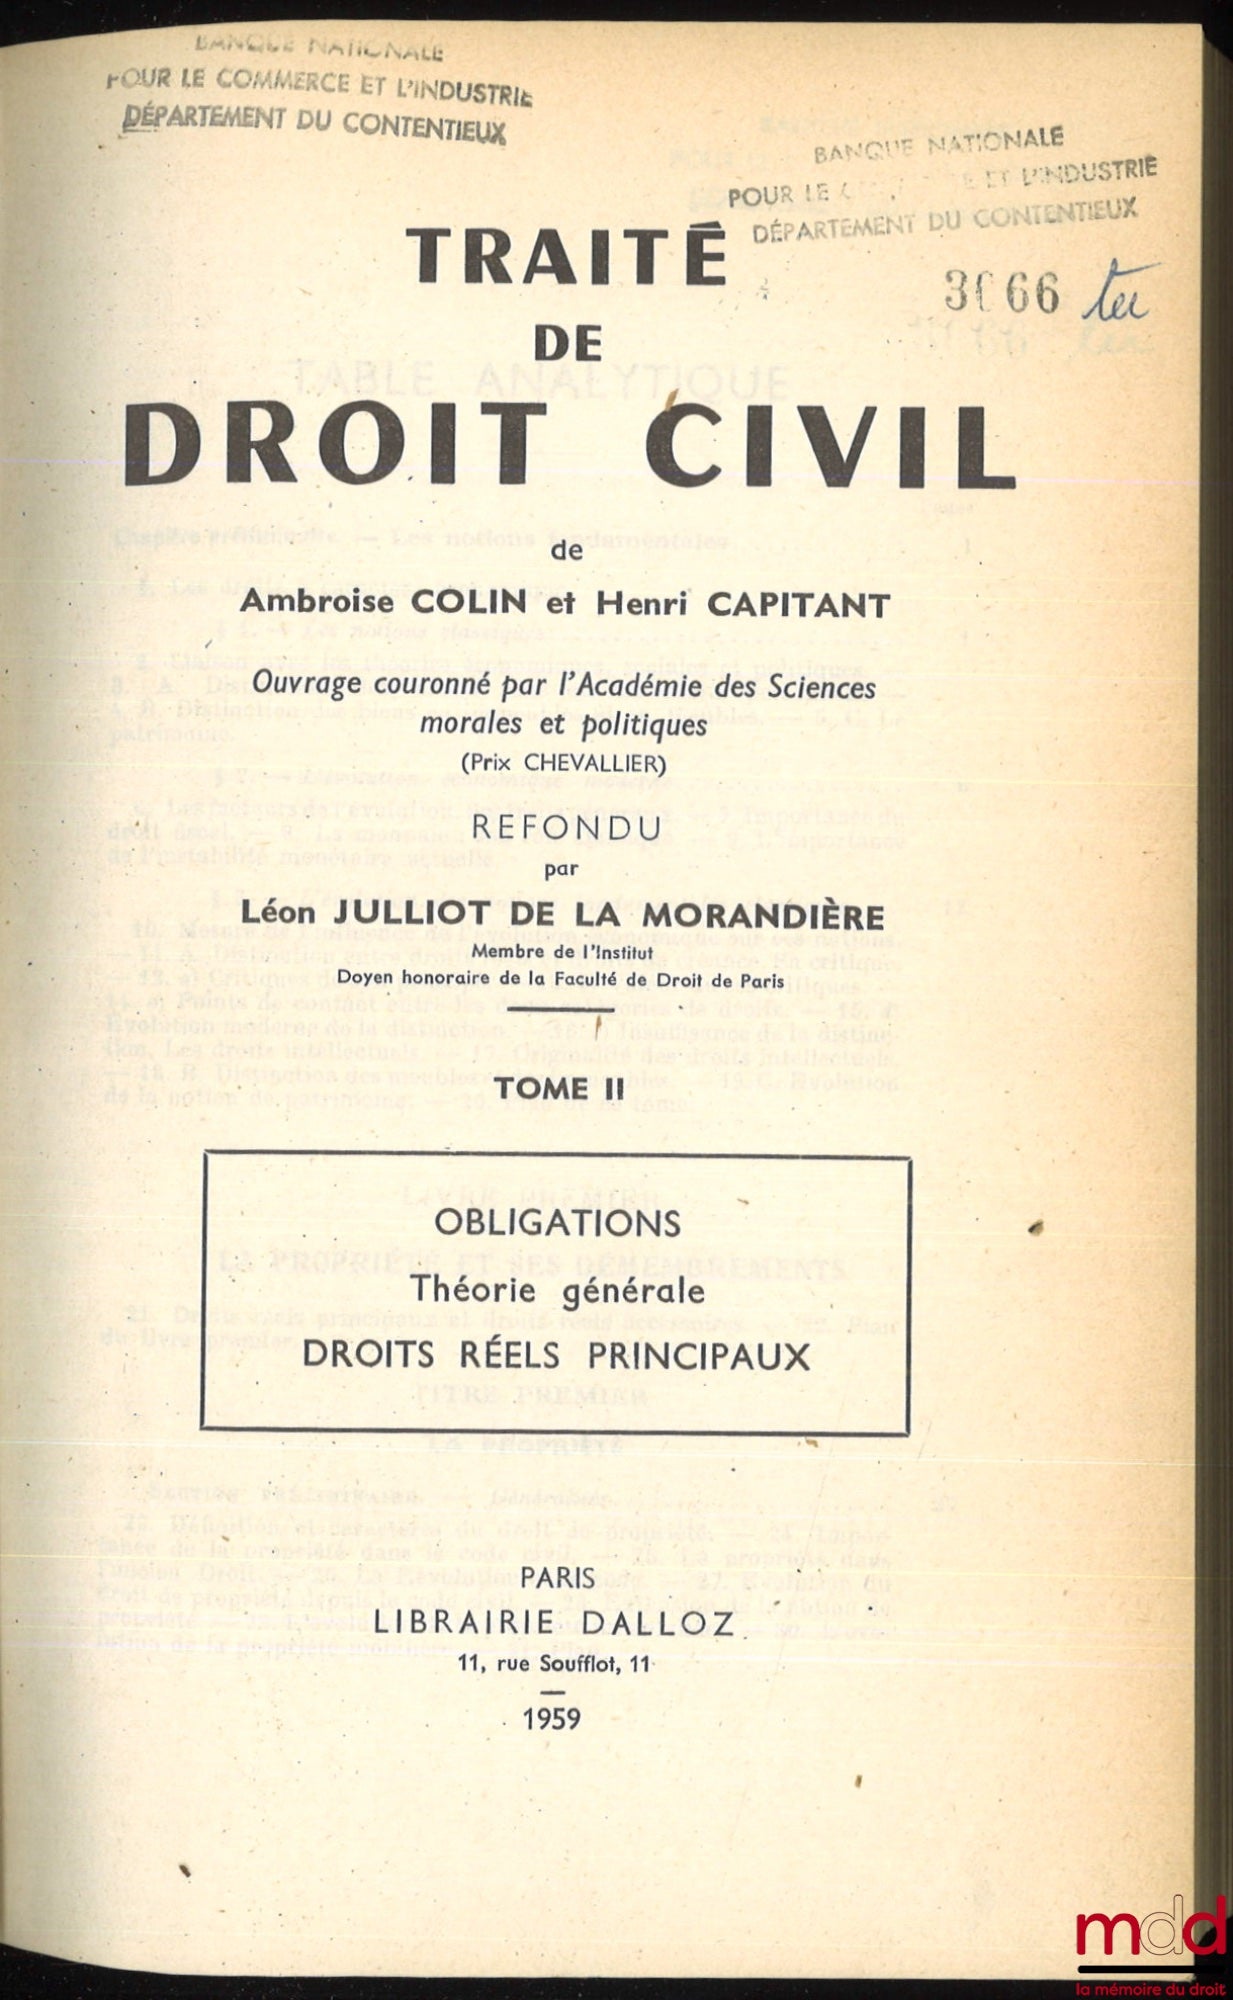 BANQUE NATIONALE
POUR LE COMMERCE ET L'INDUSTRIE
DÉPARTEMENT DU CONTENTIEUX
BANQUE NATIONALE
POUR LE ET L'INDUSTRIE
DÉPARTEMENT DU CONTENTIEUX
TRAITÉ
DE
DROIT CIVIL
de
Ambroise COLIN et Henri CAPITANT
Ouvrage couronné par l'Académie des Sciences
morales et politiques
(Prix CHEVALLIER)
REFONDU
par
Léon JULLIOT DE LA MORANDIÈRE
Membre de l'Institut
Doyen honoraire de la Faculté de Droit de Paris
TOME II
OBLIGATIONS
Théorie générale
DROITS RÉELS PRINCIPAUX
PARIS
LIBRAIRIE DALLOZ
11, rue Soufflot, 11
1959
mdd
la mémoire du droit